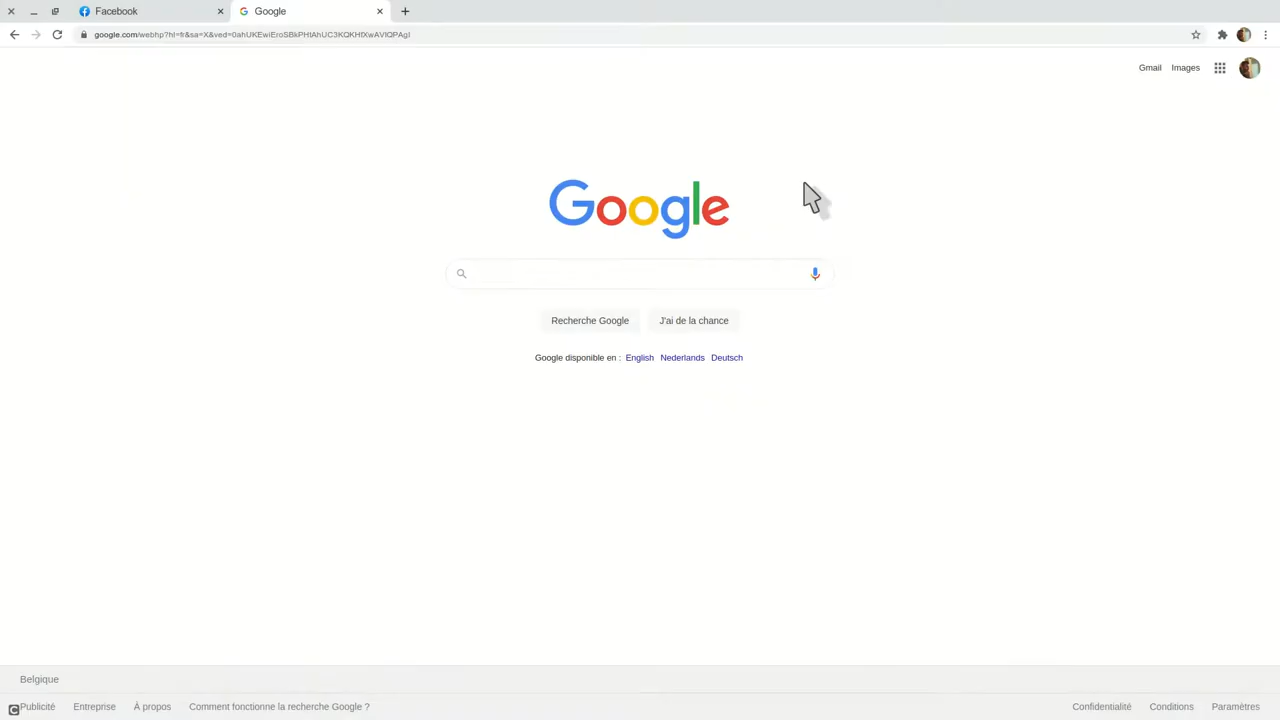 Facebook
Google
google.com/webhp?hl=fr&sa=X&ved=0ahUKEwiEroSBkPHtAhUC3KQKHfXwAVIQPAgI
Gmail Images
Google
Recherche Google J'ai de la chance
Google disponible en : English Nederlands Deutsch
Belgique
Publicité Entreprise À propos Comment fonctionne la recherche Google ? Confidentialité Conditions Paramètres